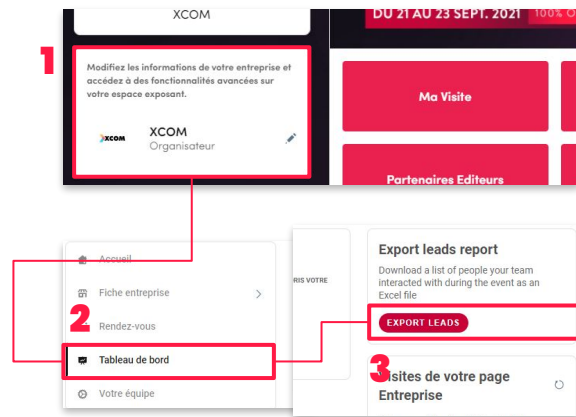 XCOM
DU 21 AU 23 SEPT. 2021
1
Modifiez les informations de votre entreprise et
accédez à des fonctionnalités avancées sur
votre espace exposant.
XCOM
XCOM
Organisateur
Ma Visite
Partenaires Editeurs
Accueil
Fiche entreprise
2
Rendez-vous
Tableau de bord
Votre équipe
RIS VOTRE
Export leads report
Download a list of people your team
interacted with during the event as an
Excel file
EXPORT LEADS
3
Visites de votre page
Entreprise